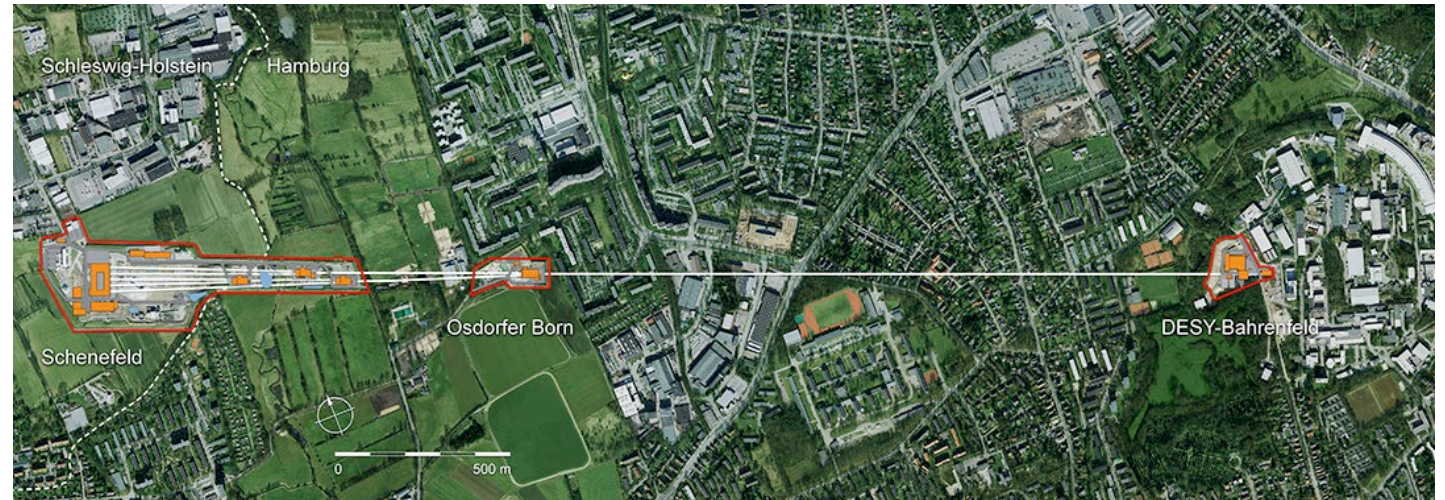 Schleswig-Holstein
Hamburg
Osdorfer Born
DESY-Bahrenfeld
Schenefeld
0
500 m